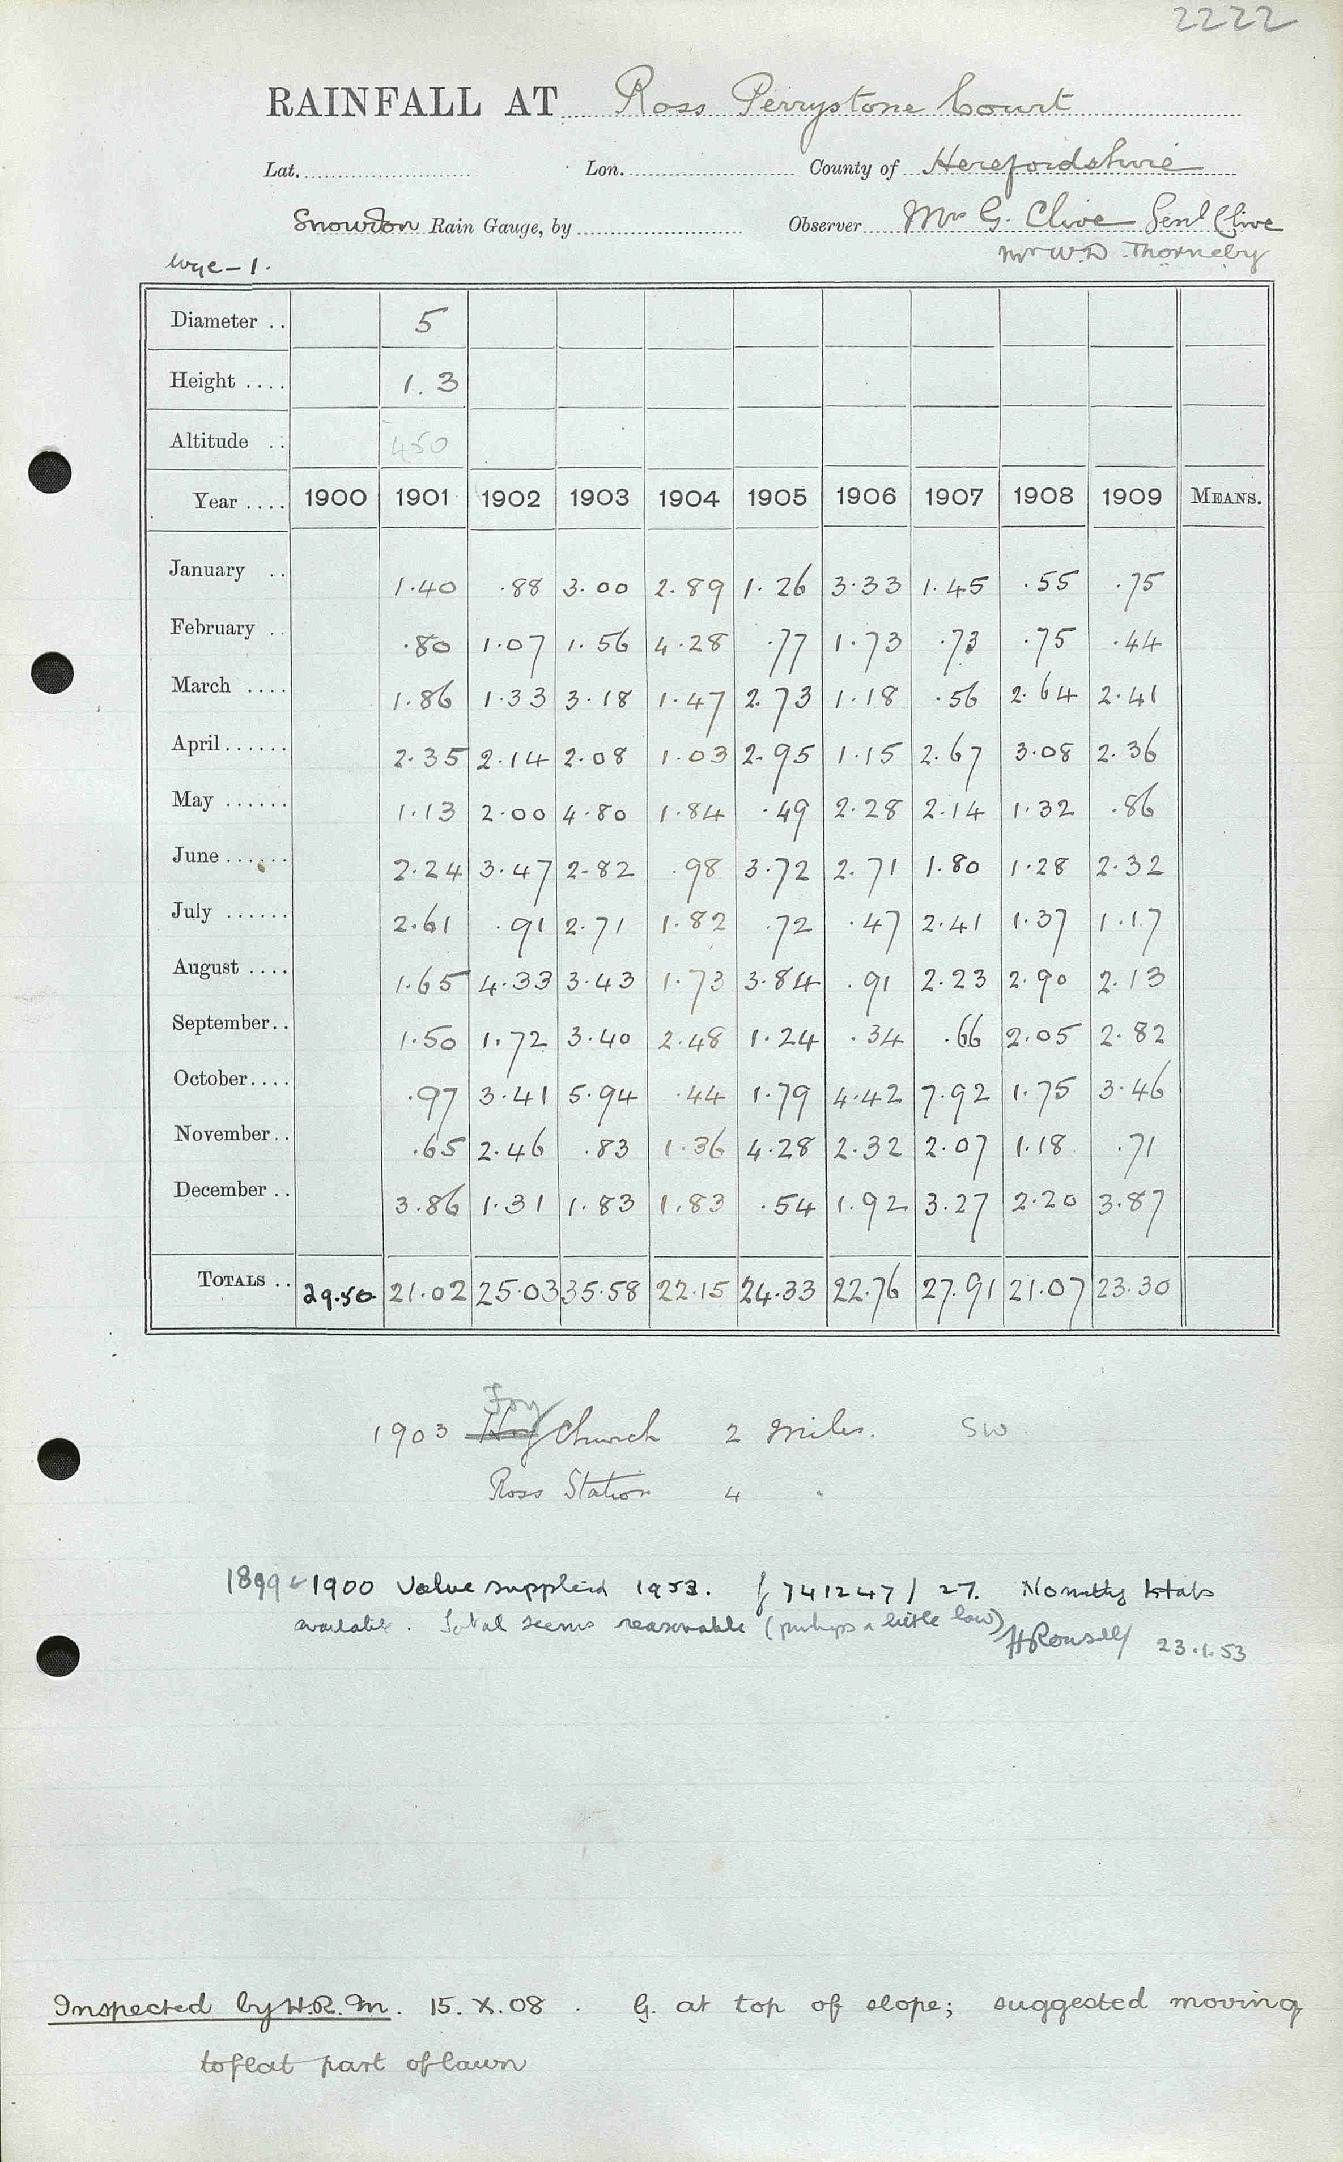 2222
RAINFALL AT Ross Perrystone Court
Lat. Lon. County of Herefordshire
Snowdon Rain Gauge, by Observer Mrs G. Clive Genl Clive
Mr W.D. Thorneby
Wye - 1.
Diameter .. 5
Height .... 1.3
Altitude .. 450
Year .... 1900 1901 1902 1903 1904 1905 1906 1907 1908 1909 MEANS.
January .. 1.40 .88 3.00 2.89 1.26 3.33 1.45 .55 .75
February .. .80 1.07 1.56 4.28 .77 1.73 .73 .75 .44
March .... 1.86 1.33 3.18 1.47 2.73 1.18 .56 2.64 2.41
April...... 2.35 2.14 2.08 1.03 2.95 1.15 2.67 3.08 2.36
May ...... 1.13 2.00 4.80 1.84 .49 2.28 2.14 1.32 .86
June...... 2.24 3.47 2.82 .98 3.72 2.71 1.80 1.28 2.32
July ...... 2.61 .91 2.71 1.82 .72 .47 2.41 1.37 1.17
August .... 1.65 4.33 3.43 1.73 3.84 .91 2.23 2.90 2.13
September.. 1.50 1.72 3.40 2.48 1.24 .34 .66 2.05 2.82
October.... .97 3.41 5.94 .44 1.79 4.42 7.92 1.75 3.46
November.. .65 2.46 .83 1.36 4.28 2.32 2.07 1.18 .71
December .. 3.86 1.31 1.83 1.83 .54 1.92 3.27 2.20 3.87
TOTALS .. 29.50 21.02 25.03 35.58 22.15 24.33 22.76 27.91 21.07 23.30
Foy
1903 Church 2 miles. SW
Ross Station 4 "
1899 & 1900 Value supplied 1953. f 741247/27. No mthly totals
available. Total seems reasonable (perhaps a little low)
23.1.53
Inspected by H.R.M. 15.X.08. G. at top of slope; suggested moving
to flat part of lawn